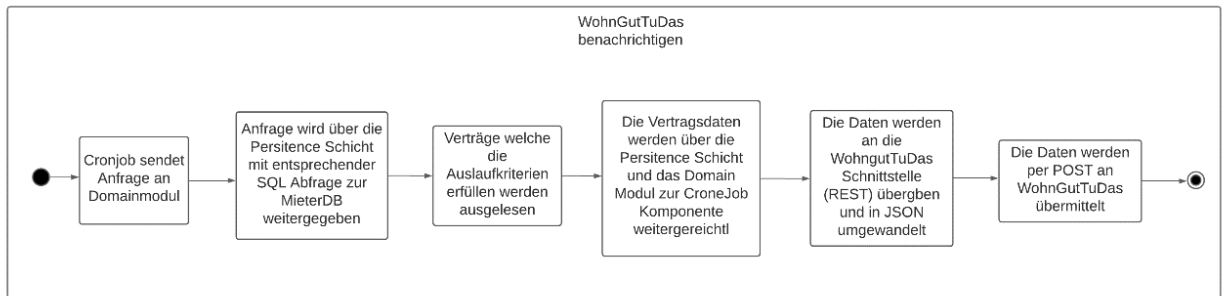 WohnGutTuDas
benachrichtigen
Cronjob sendet
Anfrage an
Domainmodul
Anfrage wird über die
Persitence Schicht
mit entsprechender
SQL Abfrage zur
MieterDB
weitergegeben
Verträge welche
die
Auslaufkriterien
erfüllen werden
ausgelesen
Die Vertragsdaten
werden über die
Persitence Schicht
und das Domain
Modul zur CroneJob
Komponente
weitergereichtl
Die Daten werden
an die
WohngutTuDas
Schnittstelle
(REST) übergben
und in JSON
umgewandelt
Die Daten werden
per POST an
WohnGutTuDas
übermittelt